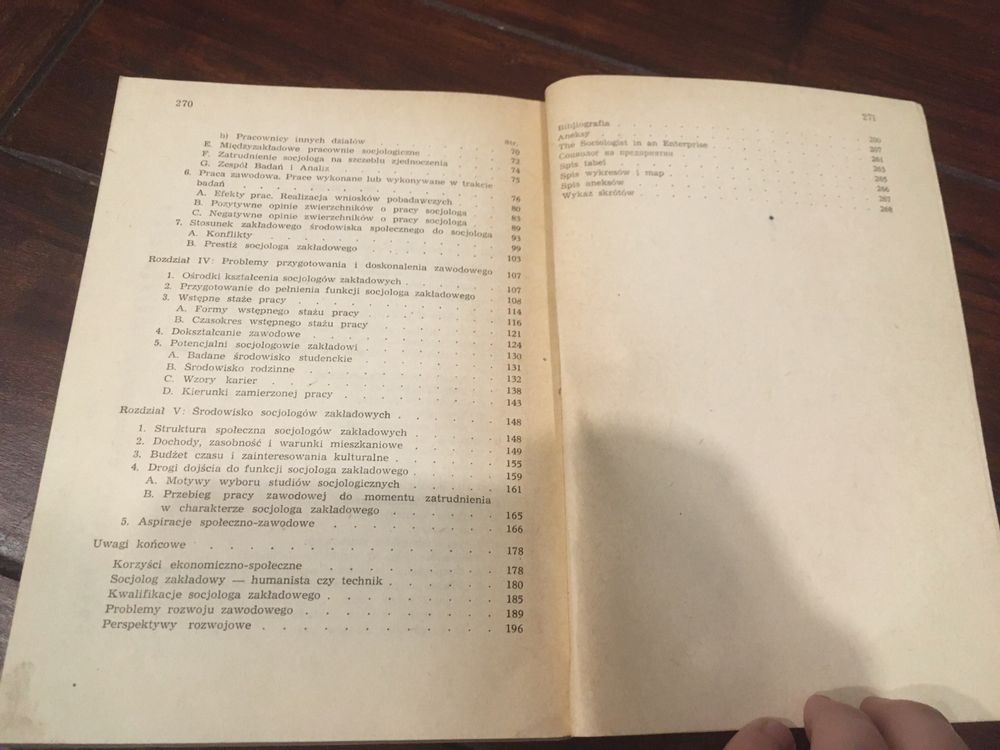 270
str.
h) Pracownicy innych działów . . . . 70
E. Międzyzakładowe pracownie socjologiczne . . 72
F. Zatrudnienie socjologa na szczeblu zjednoczenia . 74
G. Zespół Badań i Analiz . . . . 75
6. Praca zawodowa. Prace wykonane lub wykonywane w trakcie
badań . . . . 76
A. Efekty prac. Realizacja wniosków pobadawczych . 80
B. Pozytywne opinie zwierzchników o pracy socjologa 83
C. Negatywne opinie zwierzchników o pracy socjologa 89
7. Stosunek zakładowego środowiska społecznego do socjologa 93
A. Konflikty . . . . 99
B. Prestiż socjologa zakładowego . . . . 103
Rozdział IV: Problemy przygotowania i doskonalenia zawodowego 107
1. Ośrodki kształcenia socjologów zakładowych . . . . 107
2. Przygotowanie do pełnienia funkcji socjologa zakładowego . 108
3. Wstępne staże pracy . . . . 114
A. Formy wstępnego stażu pracy . . . . 116
B. Czasokres wstępnego stażu pracy . . . . 121
4. Dokształcanie zawodowe . . . . 124
5. Potencjalni socjologowie zakładowi . . . . 130
A. Badane środowisko studenckie . . . . 131
B. Środowisko rodzinne . . . . 132
C. Wzory karier . . . . 138
D. Kierunki zamierzonej pracy . . . . 143
Rozdział V: Środowisko socjologów zakładowych . . . . 148
1. Struktura społeczna socjologów zakładowych . . . . 148
2. Dochody, zasobność i warunki mieszkaniowe . . . . 149
3. Budżet czasu i zainteresowania kulturalne . . . . 155
4. Drogi dojścia do funkcji socjologa zakładowego . . . . 159
A. Motywy wyboru studiów socjologicznych . . . . 161
B. Przebieg pracy zawodowej do momentu zatrudnienia
w charakterze socjologa zakładowego . . . . 165
5. Aspiracje społeczno-zawodowe . . . . 166
Uwagi końcowe . . . . 178
Korzyści ekonomiczno-społeczne . . . . 178
Socjolog zakładowy — humanista czy technik . . . . 180
Kwalifikacje socjologa zakładowego . . . . 185
Problemy rozwoju zawodowego . . . . 189
Perspektywy rozwojowe . . . . 196
271
Bibliografia . . . . 200
Aneksy . . . . 207
The Sociologist in an Enterprise . . . . 261
Социолог на предприятии . . . . 263
Spis tabel . . . . 265
Spis wykresów i map . . . . 266
Spis aneksów . . . . 267
Wykaz skrótów . . . . 268